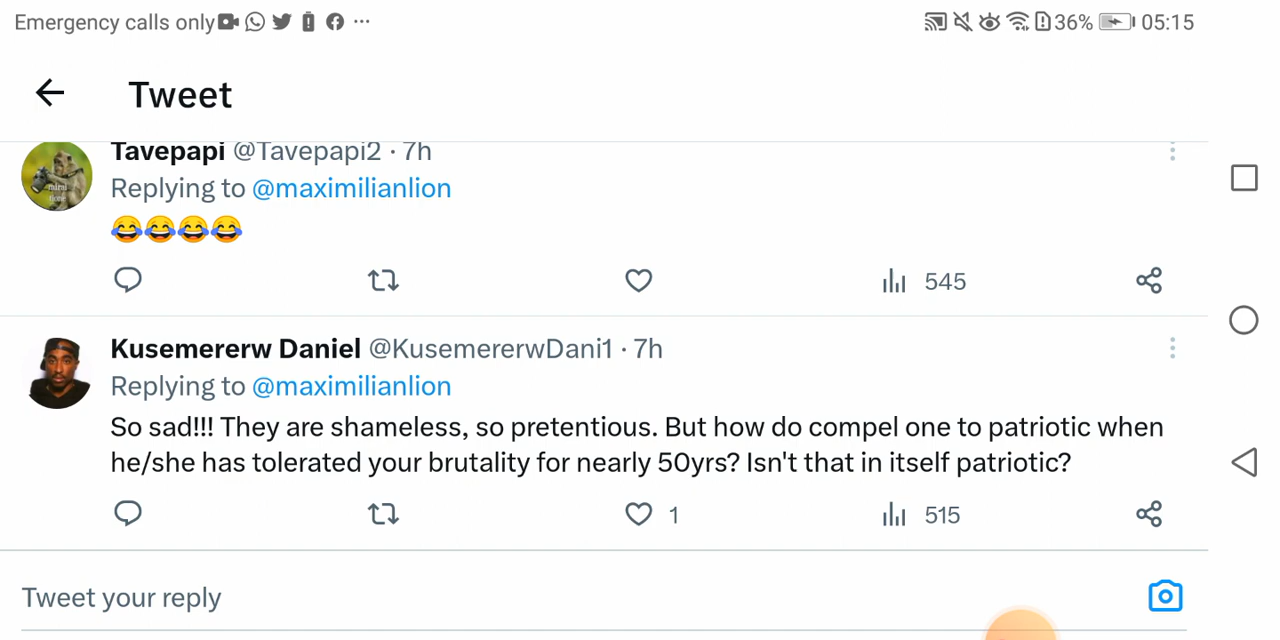 Emergency calls only 36% 05:15
Tweet
Tavepapi @Tavepapi2 · 7h
Replying to @maximilianlion
😂😂😂😂
545
Kusemererw Daniel @KusemererwDani1 · 7h
Replying to @maximilianlion
So sad!!! They are shameless, so pretentious. But how do compel one to patriotic when
he/she has tolerated your brutality for nearly 50yrs? Isn't that in itself patriotic?
1 515
Tweet your reply